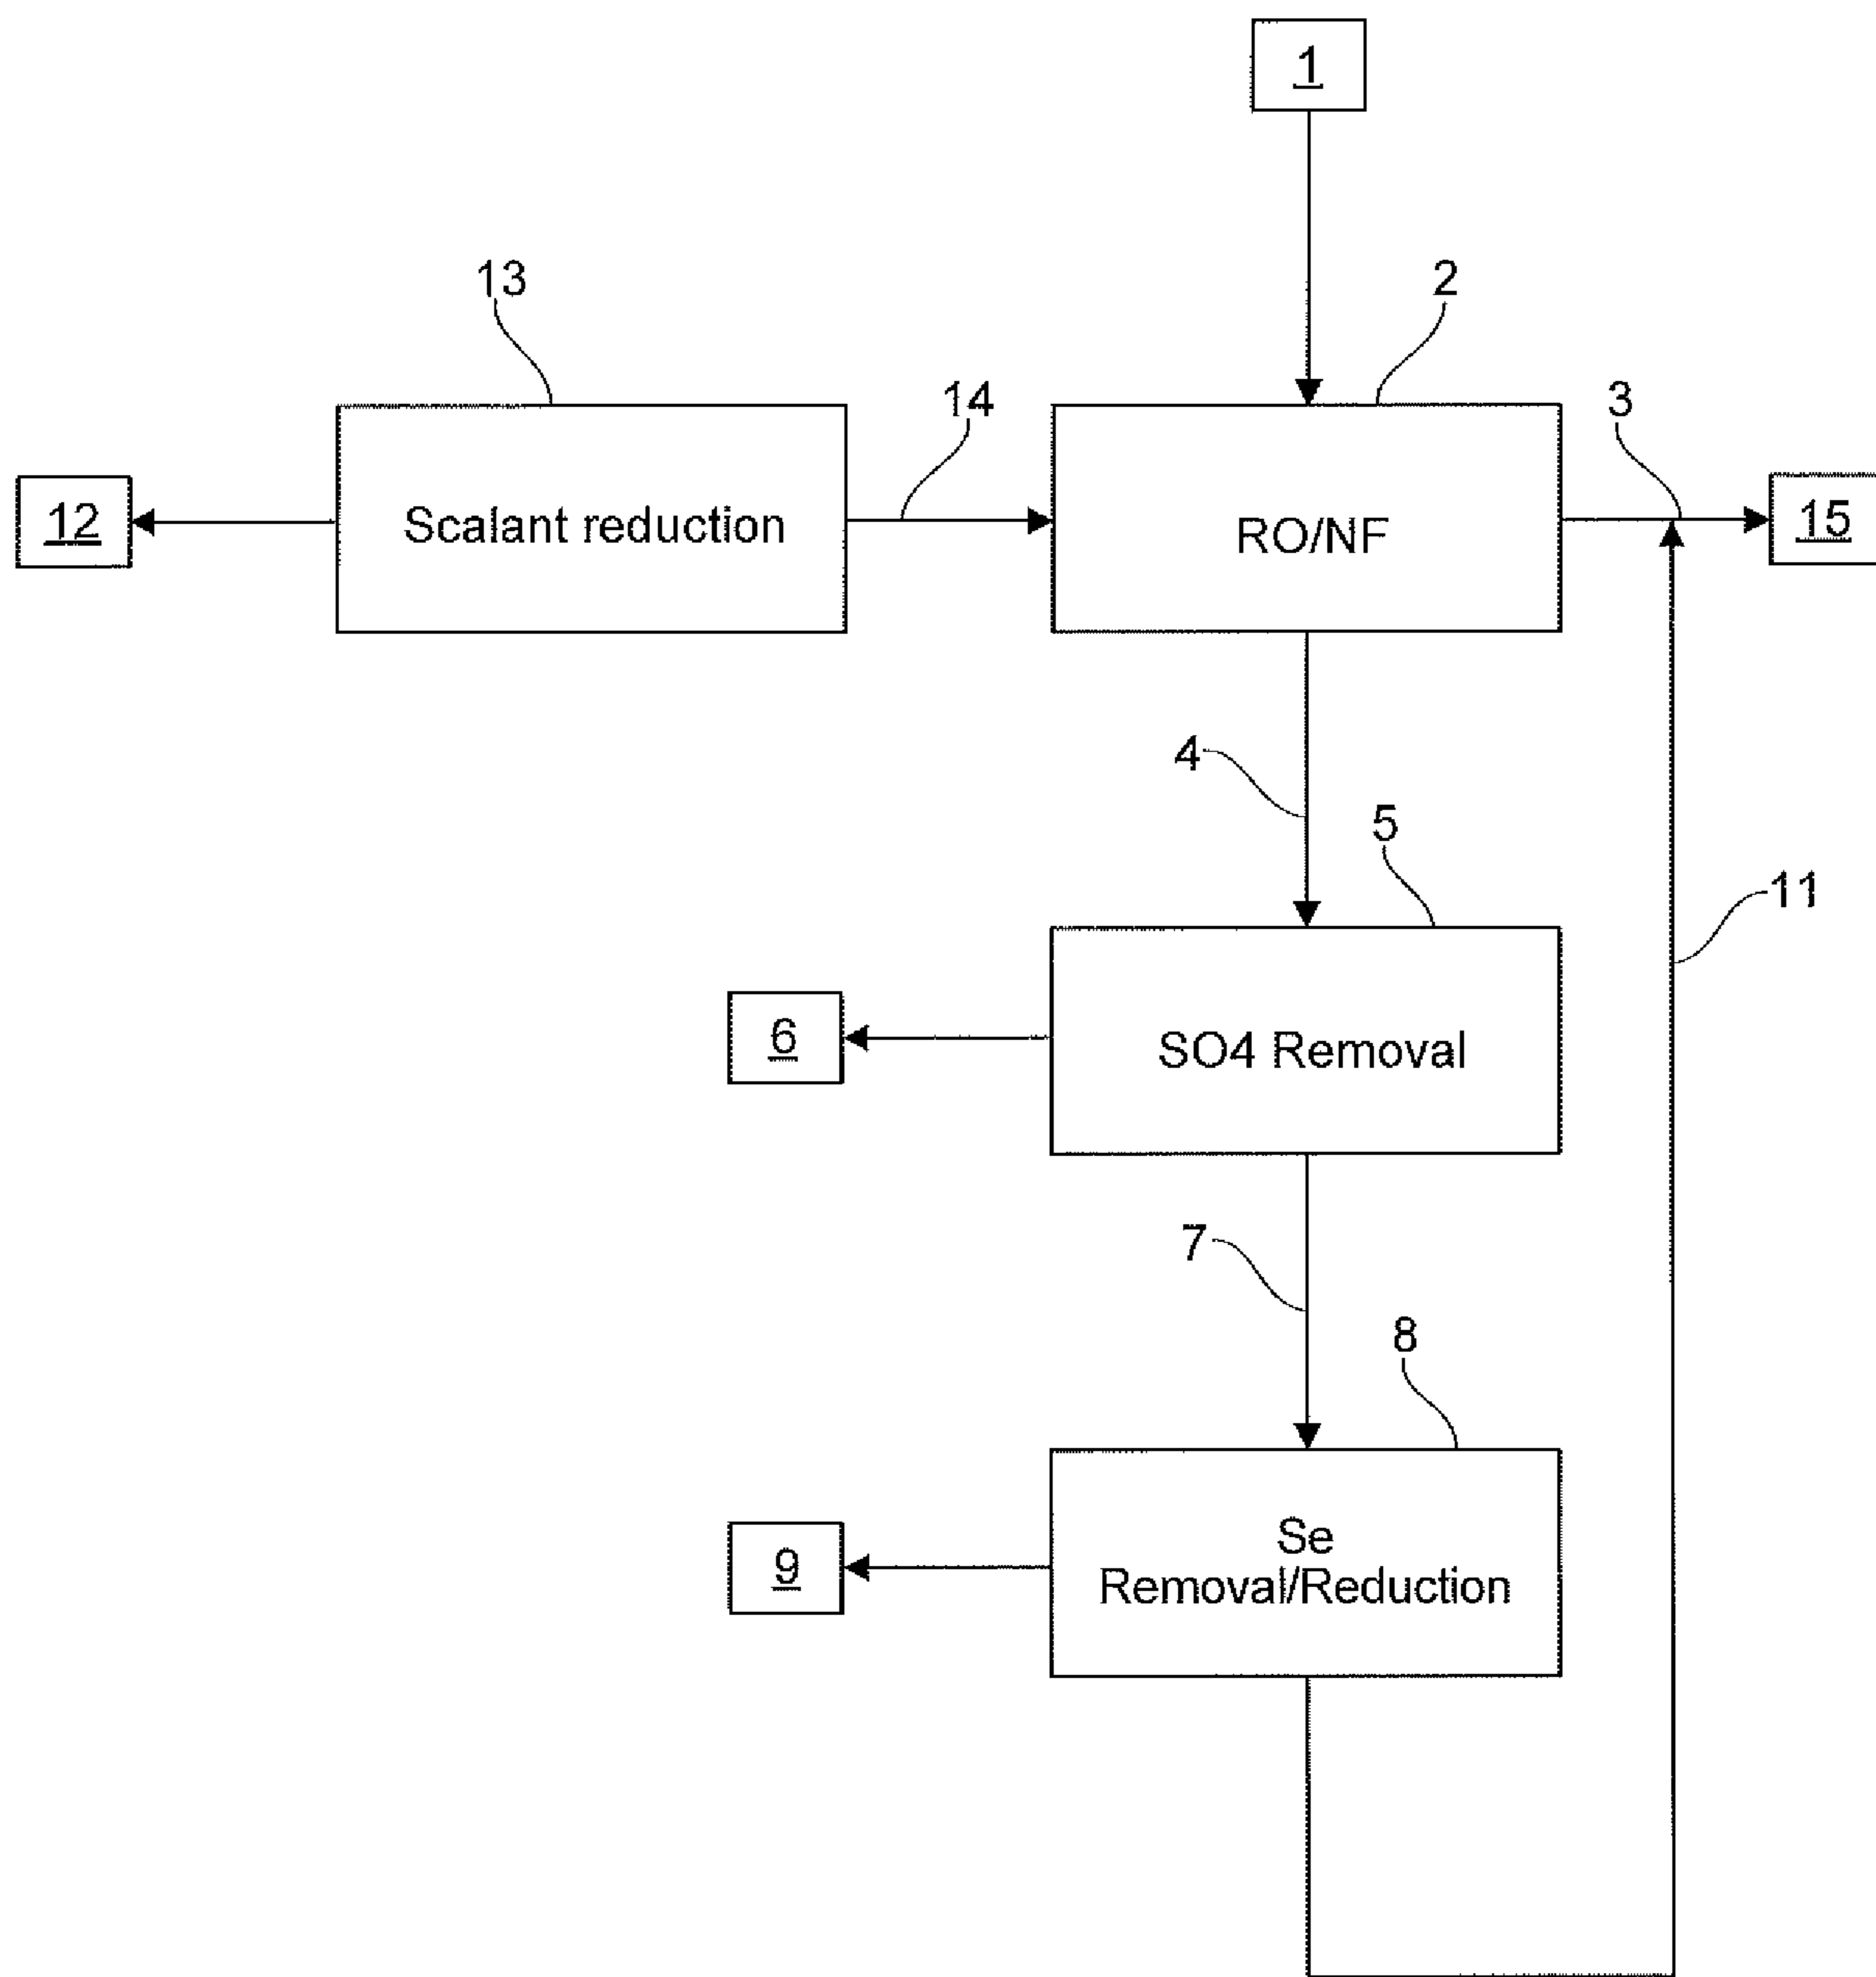 1
13
2
14
3
12
Scalant reduction
RO/NF
15
4
5
11
6
SO4 Removal
7
8
9
Se
Removal/Reduction